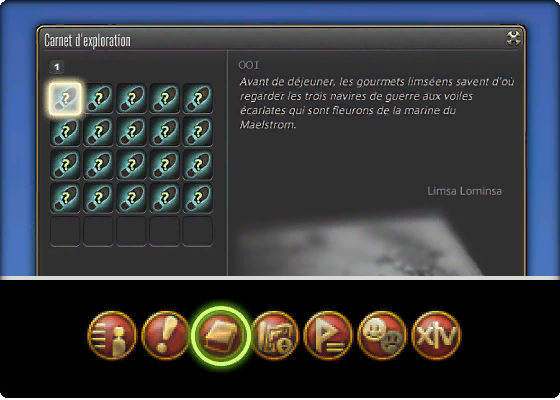 Carnet d'exploration
1
001
Avant de déjeuner, les gourmets limséens savent d'où
regarder les trois navires de guerre aux voiles
écarlates qui sont fleurons de la marine du
Maelstrom.
Limsa Lominsa
XIV